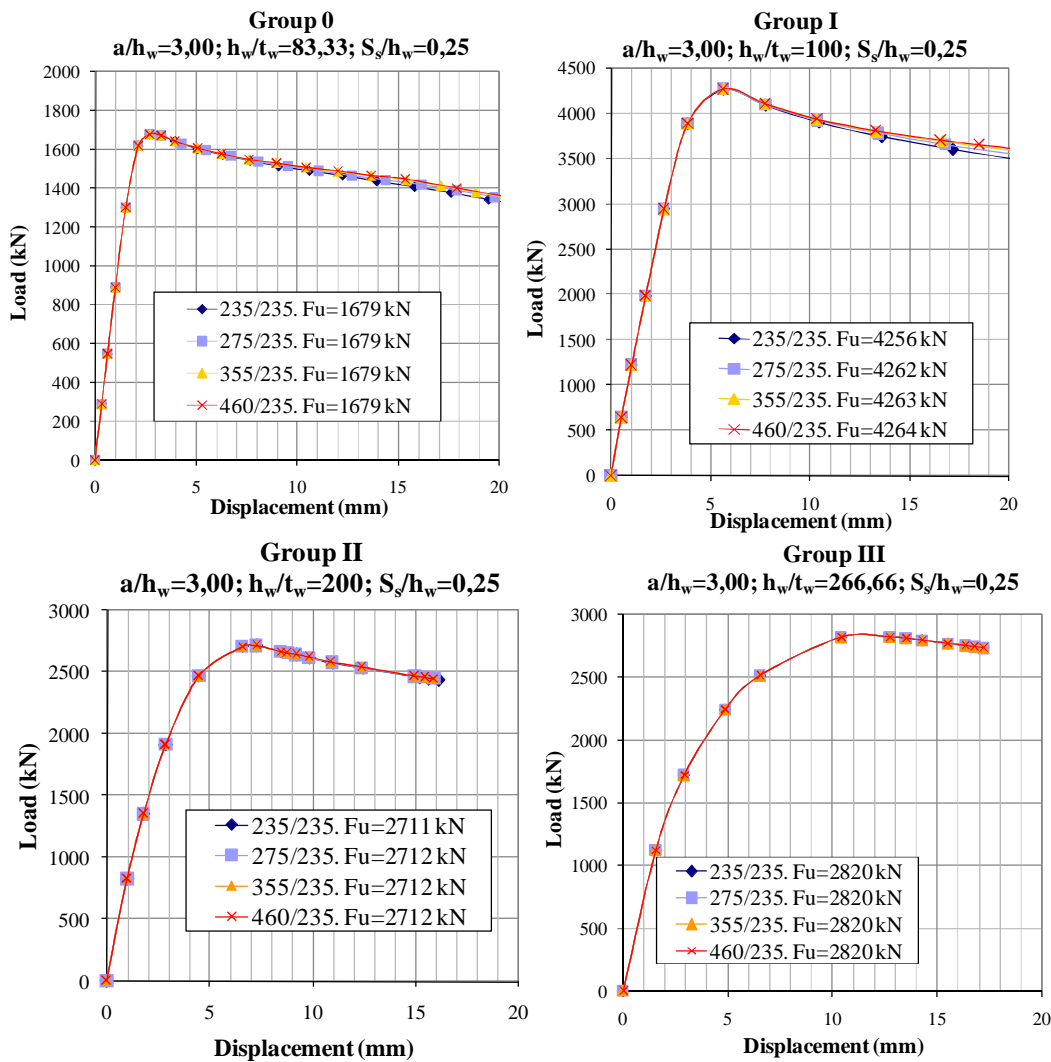 Group 0
a/hw=3,00; hw/tw=83,33; Ss/hw=0,25
2000
1800
1600
1400
1200
1000
800
600
400
200
0
Load (kN)
235/235. Fu=1679 kN
275/235. Fu=1679 kN
355/235. Fu=1679 kN
460/235. Fu=1679 kN
0 5 10 15 20
Displacement (mm)
Group I
a/hw=3,00; hw/tw=100; Ss/hw=0,25
4500
4000
3500
3000
2500
2000
1500
1000
500
0
Load (kN)
235/235. Fu=4256 kN
275/235. Fu=4262 kN
355/235. Fu=4263 kN
460/235. Fu=4264 kN
0 5 10 15 20
Displacement (mm)
Group II
a/hw=3,00; hw/tw=200; Ss/hw=0,25
3000
2500
2000
1500
1000
500
0
Load (kN)
235/235. Fu=2711 kN
275/235. Fu=2712 kN
355/235. Fu=2712 kN
460/235. Fu=2712 kN
0 5 10 15 20
Displacement (mm)
Group III
a/hw=3,00; hw/tw=266,66; Ss/hw=0,25
3000
2500
2000
1500
1000
500
0
Load (kN)
235/235. Fu=2820 kN
275/235. Fu=2820 kN
355/235. Fu=2820 kN
460/235. Fu=2820 kN
0 5 10 15 20
Displacement (mm)